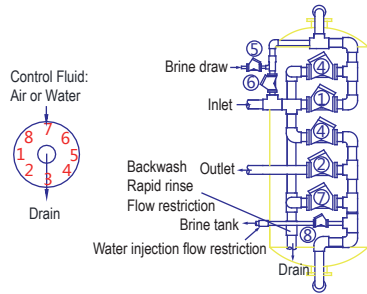 Control Fluid:
Air or Water
7
8
6
1
5
2
4
3
Drain
⑤
Brine draw
⑥
④
Inlet
①
④
Backwash
Rapid rinse
Flow restriction
Outlet
②
⑦
Brine tank
⑧
Water injection flow restriction
Drain